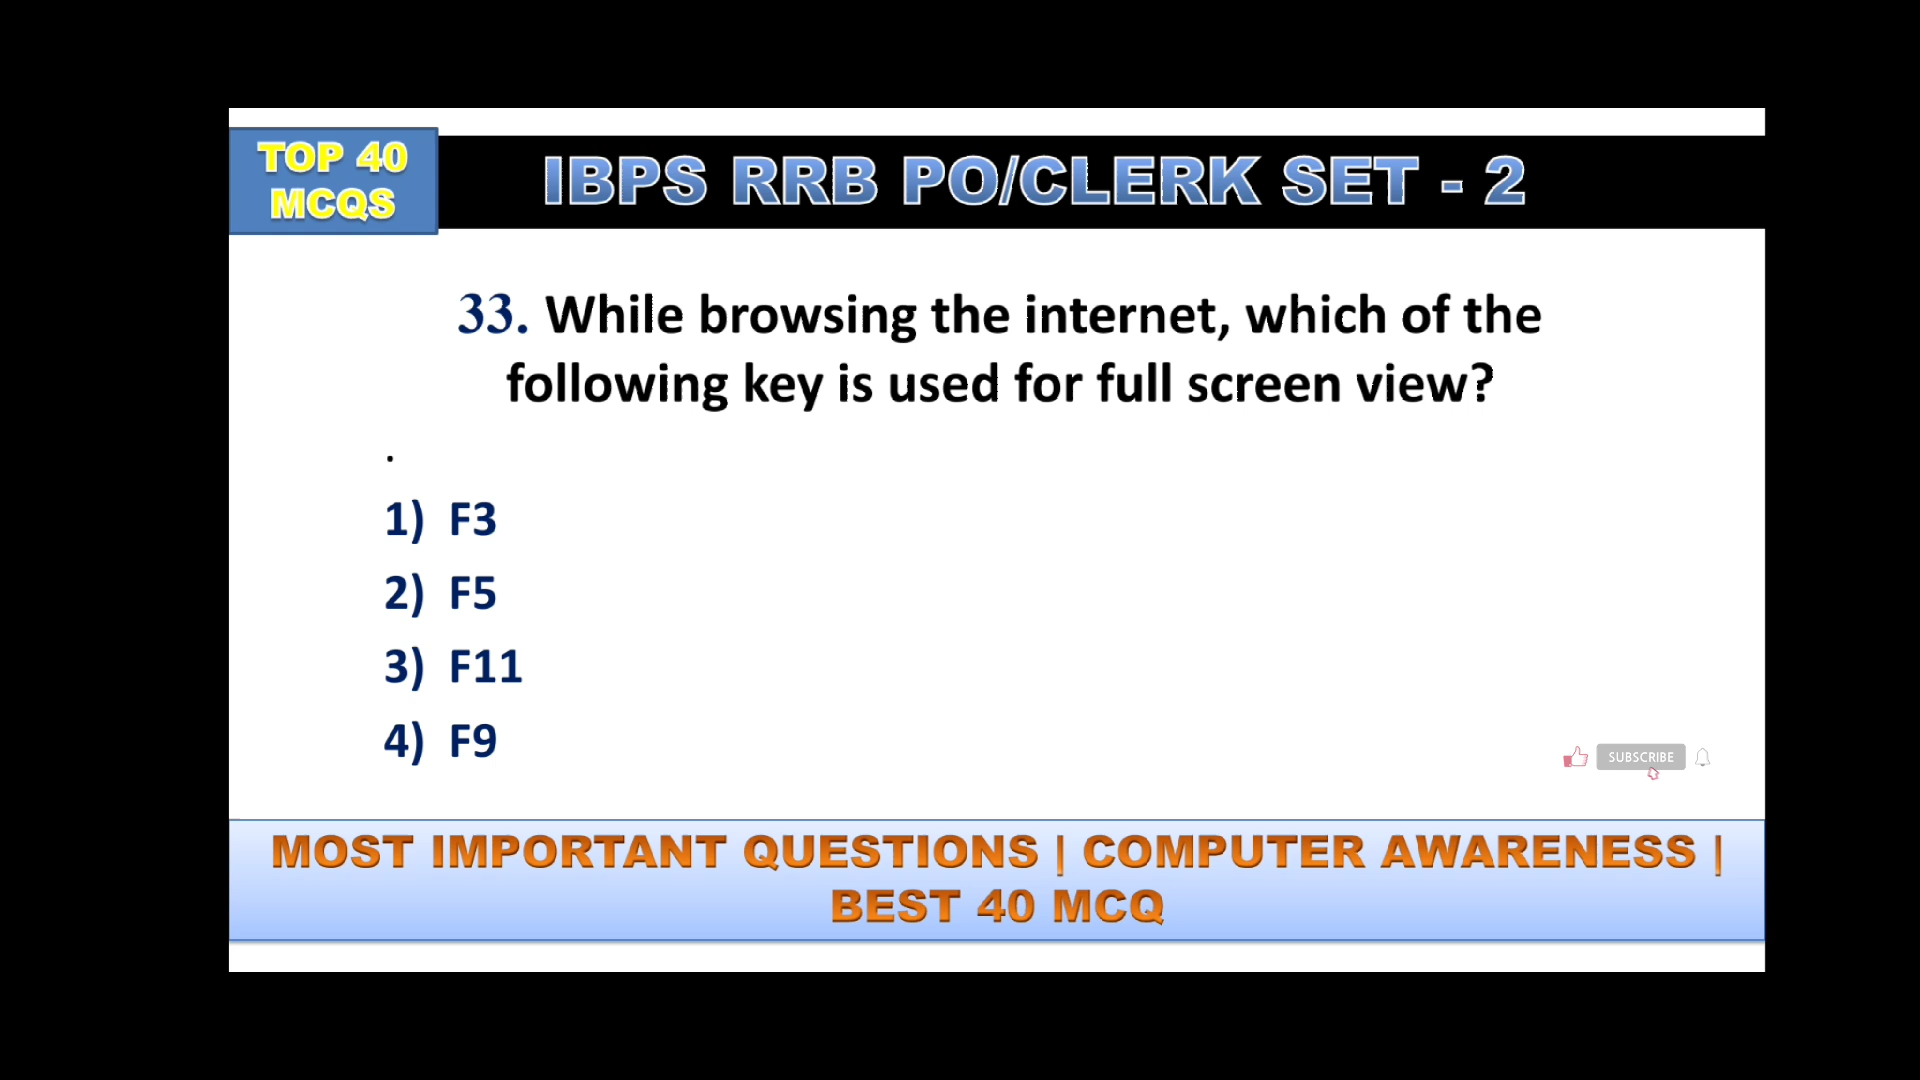 TOP 40
MCQS
IBPS RRB PO/CLERK SET - 2
33. While browsing the internet, which of the
following key is used for full screen view?
.
1) F3
2) F5
3) F11
4) F9
SUBSCRIBE
MOST IMPORTANT QUESTIONS | COMPUTER AWARENESS |
BEST 40 MCQ